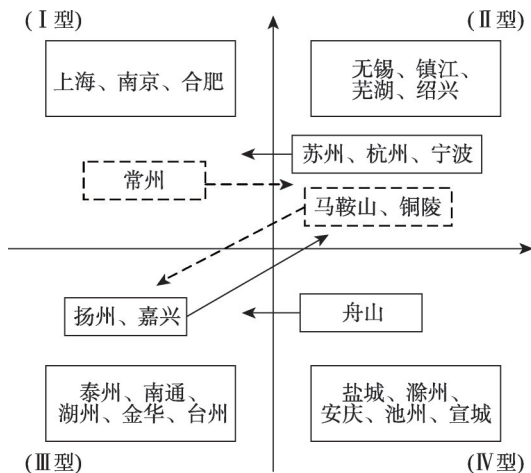 (Ⅰ型)
(Ⅱ型)
上海、南京、合肥
无锡、镇江、
芜湖、绍兴
苏州、杭州、宁波
常州
马鞍山、铜陵
扬州、嘉兴
舟山
泰州、南通、
湖州、金华、台州
盐城、滁州、
安庆、池州、宣城
(Ⅲ型)
(Ⅳ型)